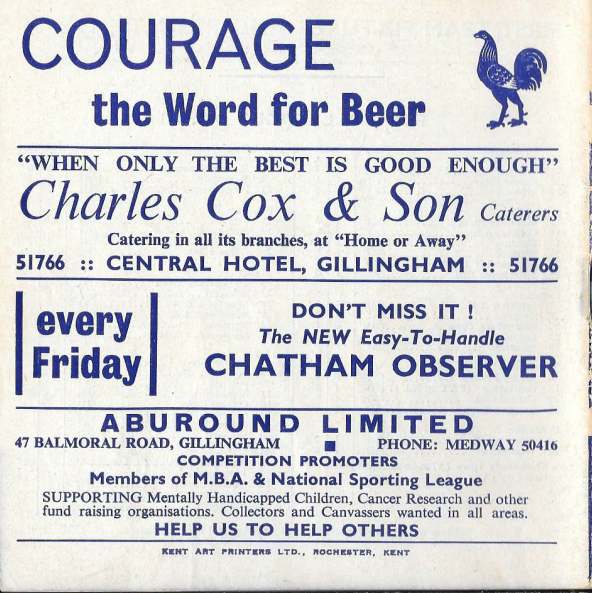 COURAGE
the Word for Beer
"WHEN ONLY THE BEST IS GOOD ENOUGH"
Charles Cox & Son Caterers
Catering in all its branches, at "Home or Away"
51766 :: CENTRAL HOTEL, GILLINGHAM :: 51766
every
Friday
DON'T MISS IT !
The NEW Easy-To-Handle
CHATHAM OBSERVER
ABUROUND LIMITED
47 BALMORAL ROAD, GILLINGHAM ■ PHONE: MEDWAY 50416
COMPETITION PROMOTERS
Members of M.B.A. & National Sporting League
SUPPORTING Mentally Handicapped Children, Cancer Research and other
fund raising organisations. Collectors and Canvassers wanted in all areas.
HELP US TO HELP OTHERS
KENT ART PRINTERS LTD., ROCHESTER, KENT